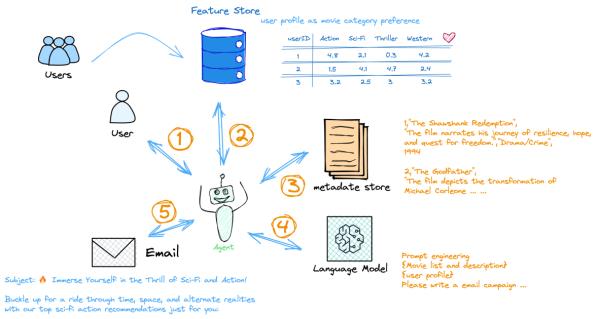 Feature Store
user profile as movie category preference
userID Action Sci-Fi Thriller Western
1 4.8 2.1 0.3 4.2
2 1.5 4.1 4.7 2.4
3 3.2 2.5 3 3.2
Users
User
1
2
3
4
5
Agent
metadate store
1,"The Shawshank Redemption",
"The film narrates his journey of resilience, hope,
and quest for freedom.","Drama/Crime",
1994
2,"The Godfather",
"The film depicts the transformation of
Michael Corleone ... ...
Language Model
Prompt engineering
{Movie list and description}
{user profile}
Please write a email campaign ...
Email
Subject: 🔥 Immerse Yourself in the Thrill of Sci-Fi and Action!
Buckle up for a ride through time, space, and alternate realities
with our top sci-fi action recommendations just for you: